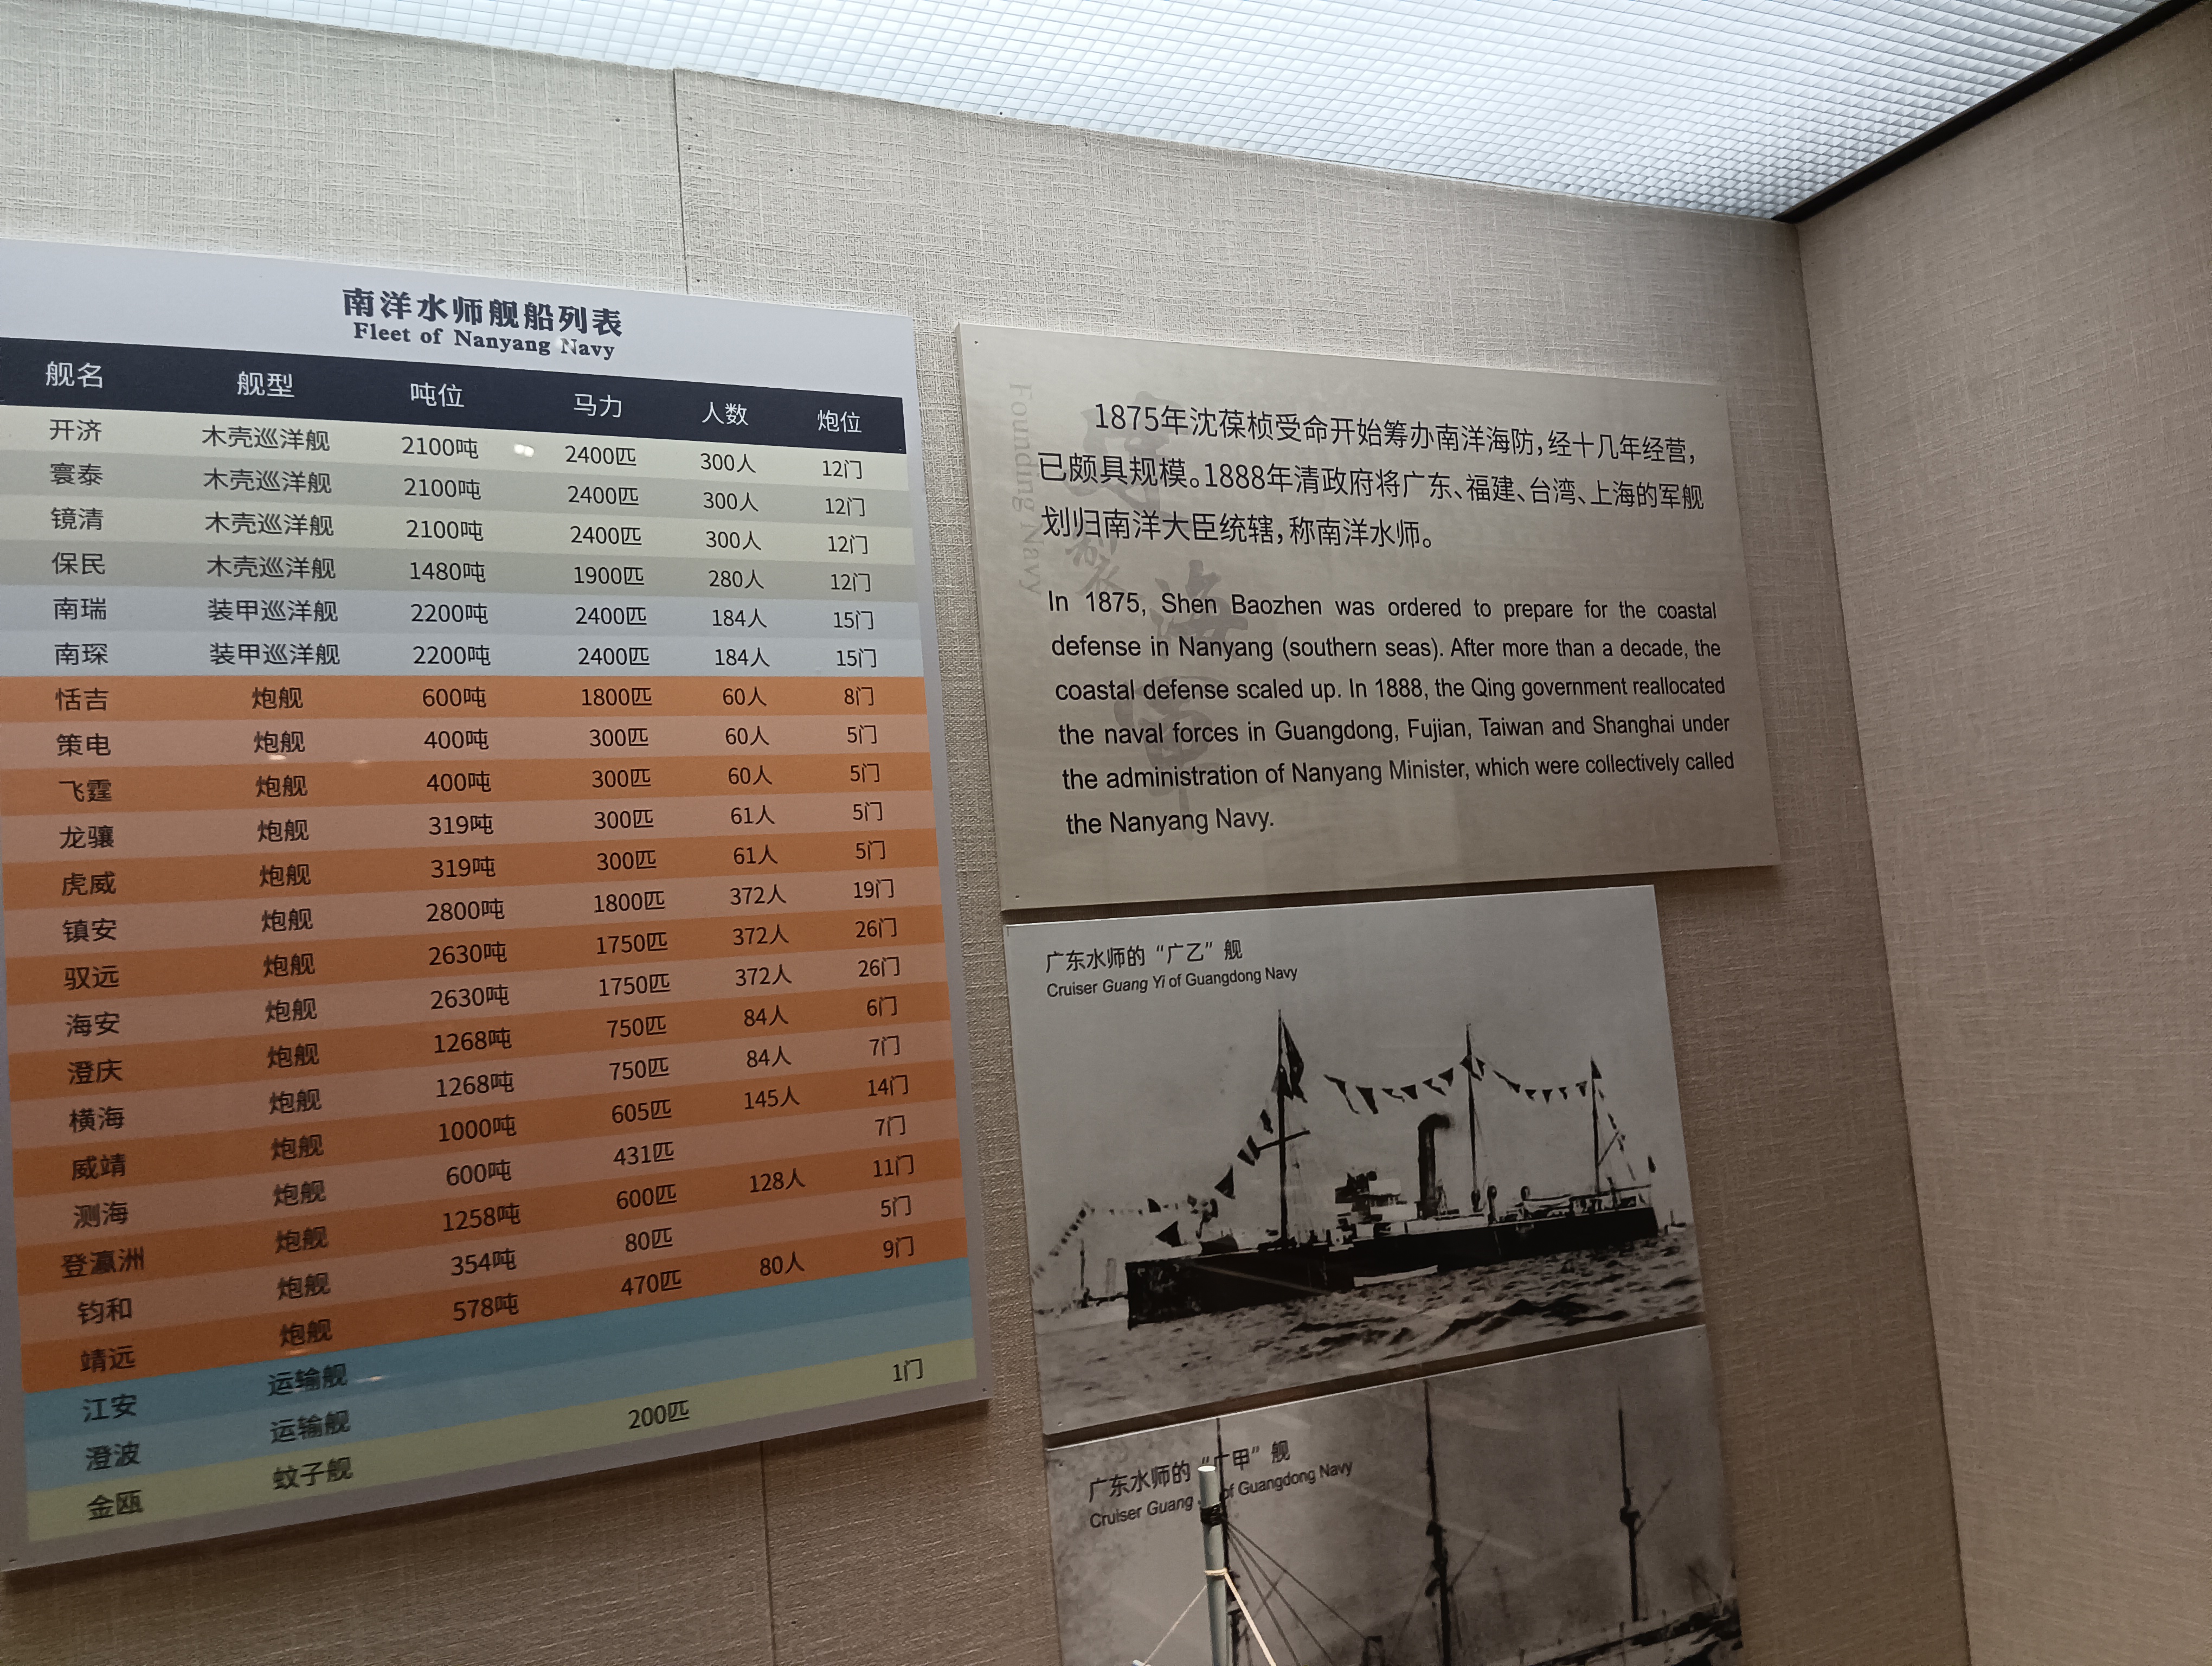 南洋水师舰船列表
Fleet of Nanyang Navy
舰名 舰型 吨位 马力 人数 炮位
开济 木壳巡洋舰 2100吨 2400匹 300人 12门
寰泰 木壳巡洋舰 2100吨 2400匹 300人 12门
镜清 木壳巡洋舰 2100吨 2400匹 300人 12门
保民 木壳巡洋舰 1480吨 1900匹 280人 12门
南瑞 装甲巡洋舰 2200吨 2400匹 184人 15门
南琛 装甲巡洋舰 2200吨 2400匹 184人 15门
恬吉 炮舰 600吨 1800匹 60人 8门
策电 炮舰 400吨 300匹 60人 5门
飞霆 炮舰 400吨 300匹 60人 5门
龙骧 炮舰 319吨 300匹 61人 5门
虎威 炮舰 319吨 300匹 61人 5门
镇安 炮舰 2800吨 1800匹 372人 19门
驭远 炮舰 2630吨 1750匹 372人 26门
海安 炮舰 2630吨 1750匹 372人 26门
澄庆 炮舰 1268吨 750匹 84人 6门
横海 炮舰 1268吨 750匹 84人 7门
威靖 炮舰 1000吨 605匹 145人 14门
测海 炮舰 600吨 431匹 7门
登瀛洲 炮舰 1258吨 600匹 128人 11门
钧和 炮舰 354吨 80匹 5门
靖远 炮舰 578吨 470匹 80人 9门
江安 运输舰
澄波 运输舰
金瓯 蚊子舰 200匹 1门
Founding Navy
1875年沈葆桢受命开始筹办南洋海防,经十几年经营,
已颇具规模。1888年清政府将广东、福建、台湾、上海的军舰
划归南洋大臣统辖,称南洋水师。
In 1875, Shen Baozhen was ordered to prepare for the coastal
defense in Nanyang (southern seas). After more than a decade, the
coastal defense scaled up. In 1888, the Qing government reallocated
the naval forces in Guangdong, Fujian, Taiwan and Shanghai under
the administration of Nanyang Minister, which were collectively called
the Nanyang Navy.
广东水师的“广乙”舰
Cruiser Guang Yi of Guangdong Navy
广东水师的“广甲”舰
Cruiser Guang of Guangdong Navy